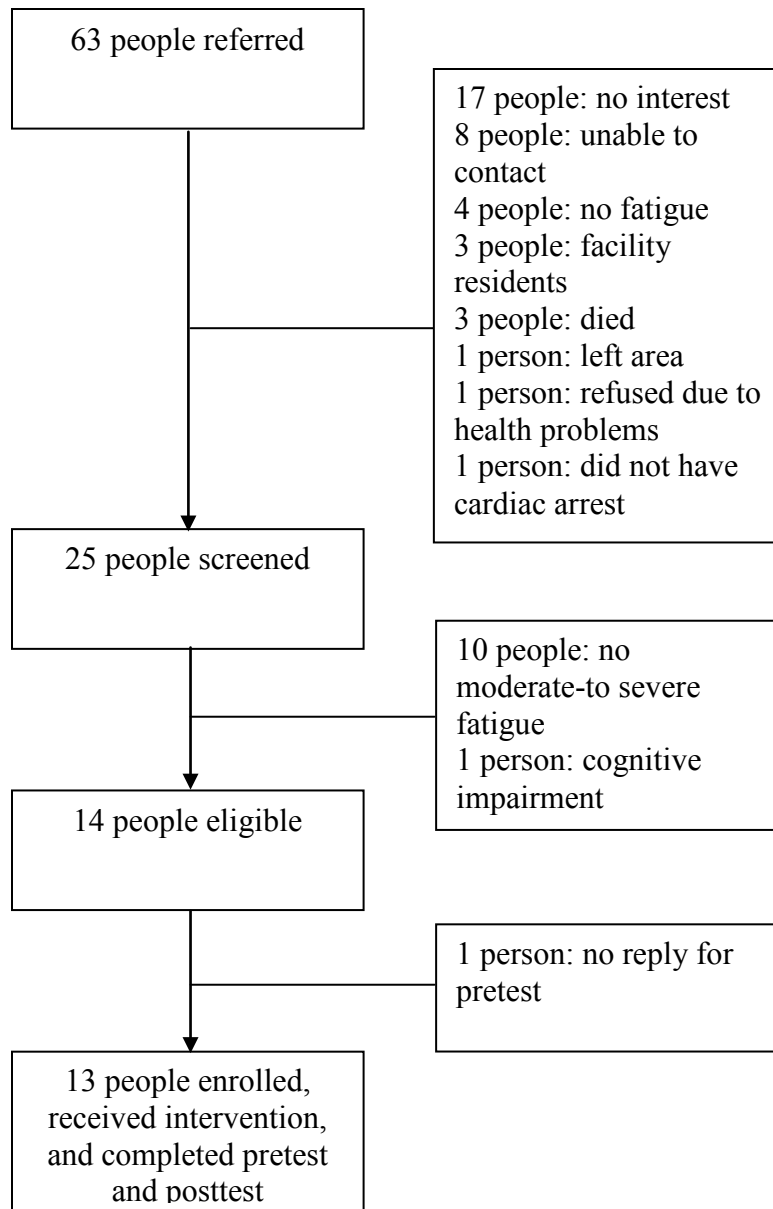 63 people referred
17 people: no interest
8 people: unable to
contact
4 people: no fatigue
3 people: facility
residents
3 people: died
1 person: left area
1 person: refused due to
health problems
1 person: did not have
cardiac arrest
25 people screened
10 people: no
moderate-to severe
fatigue
1 person: cognitive
impairment
14 people eligible
1 person: no reply for
pretest
13 people enrolled,
received intervention,
and completed pretest
and posttest